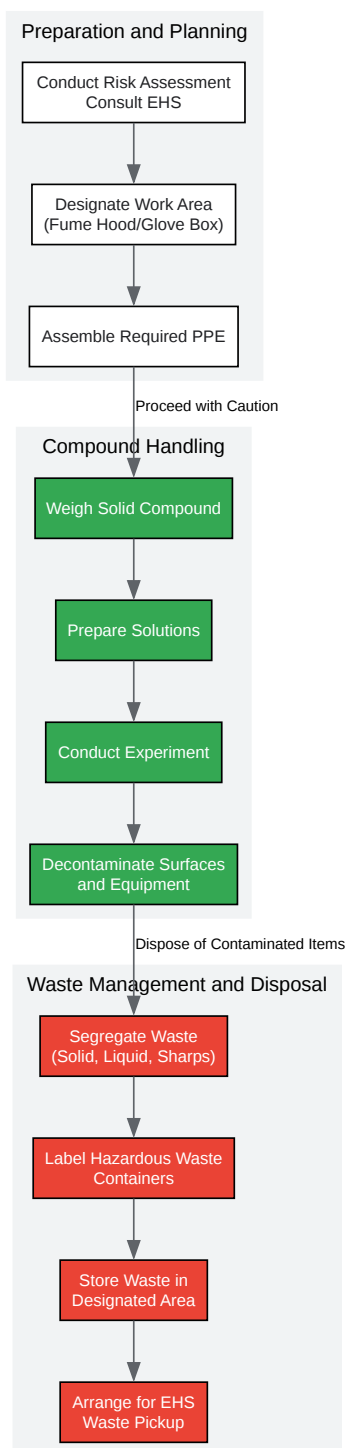 Preparation and Planning
Conduct Risk Assessment
Consult EHS
Designate Work Area
(Fume Hood/Glove Box)
Assemble Required PPE
Proceed with Caution
Compound Handling
Weigh Solid Compound
Prepare Solutions
Conduct Experiment
Decontaminate Surfaces
and Equipment
Dispose of Contaminated Items
Waste Management and Disposal
Segregate Waste
(Solid, Liquid, Sharps)
Label Hazardous Waste
Containers
Store Waste in
Designated Area
Arrange for EHS
Waste Pickup